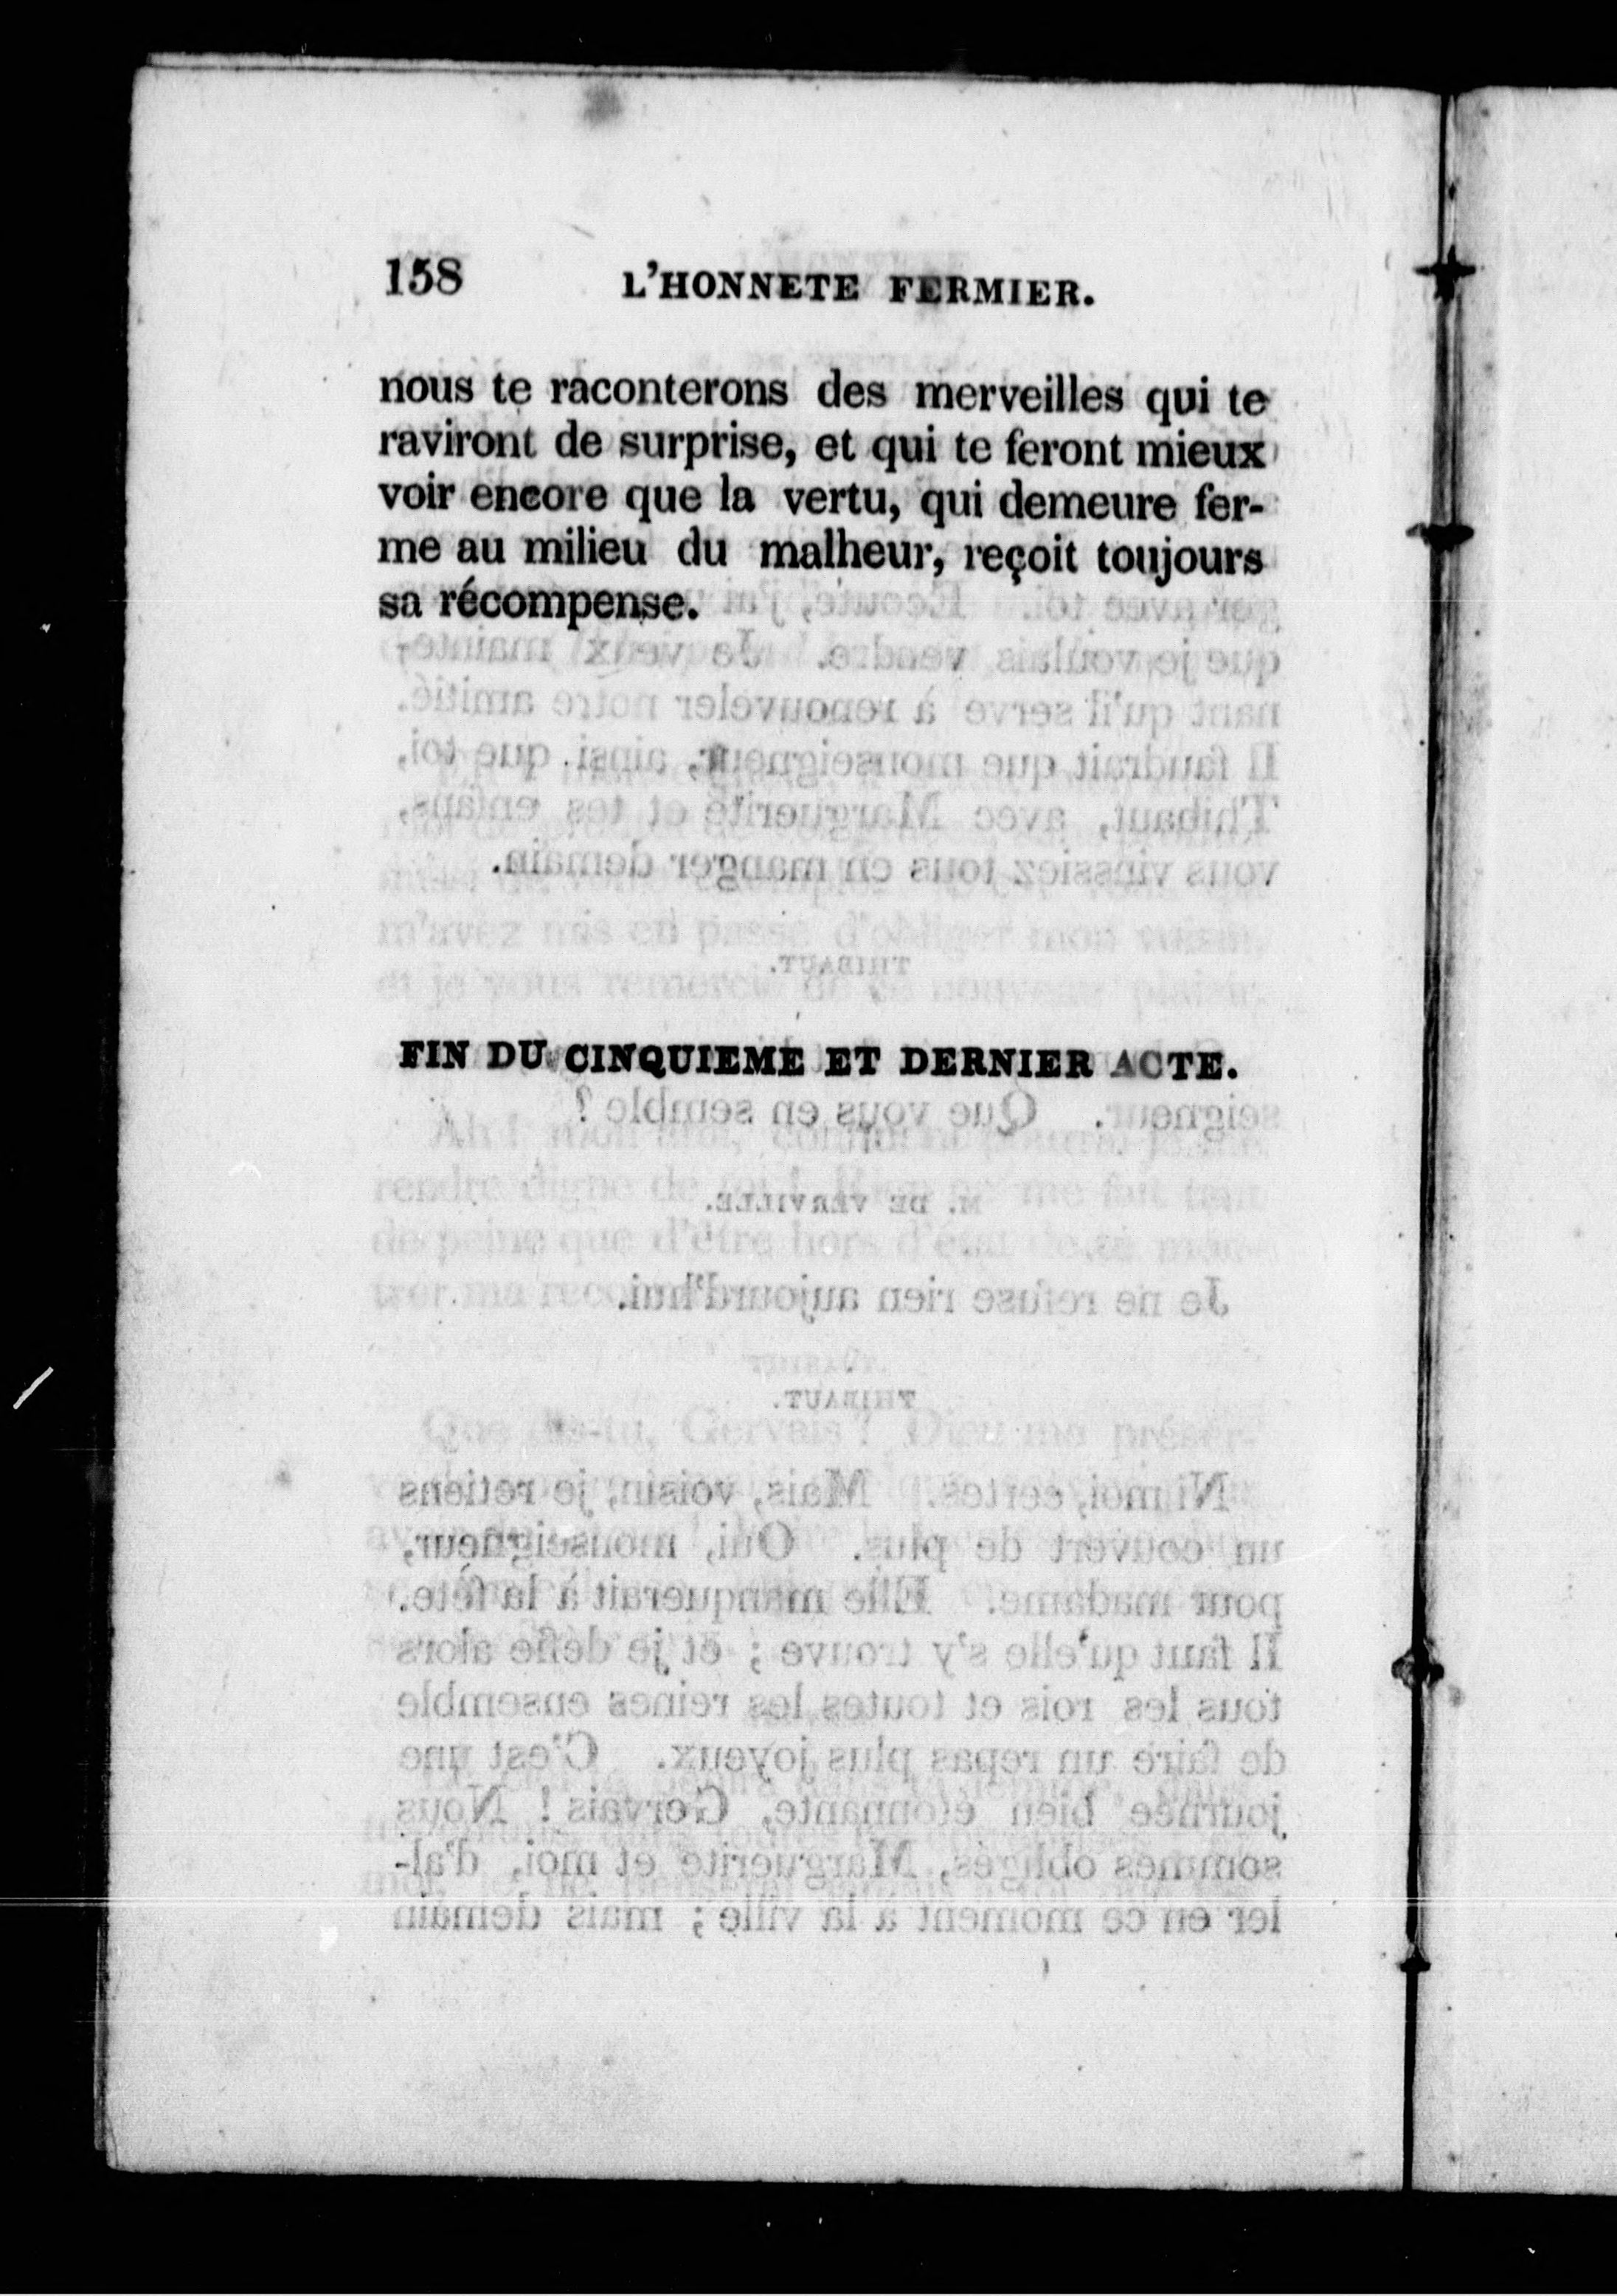 158 L'HONNETE FERMIER.
nous te raconterons des merveilles qui te
raviront de surprise, et qui te feront mieux
voir encore que la vertu, qui demeure fer-
me au milieu du malheur, reçoit toujours
sa récompense.
FIN DU CINQUIEME ET DERNIER ACTE.